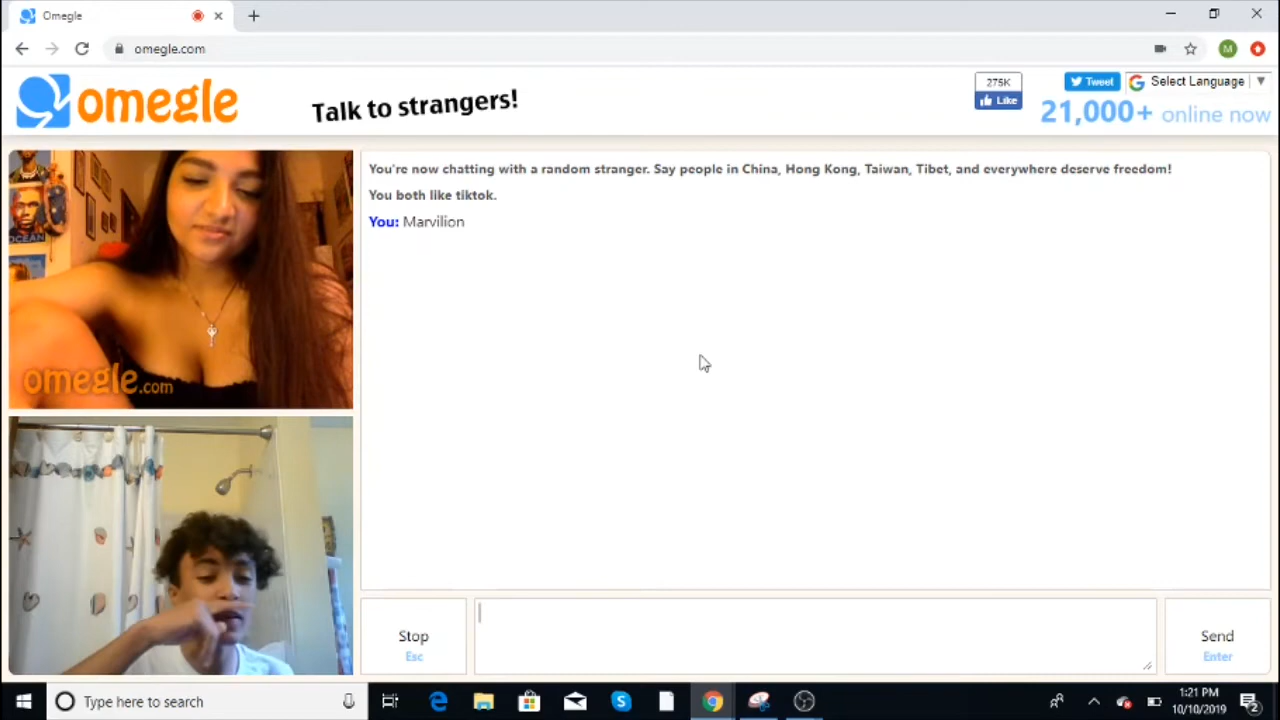 Omegle
omegle.com
omegle
Talk to strangers!
275K
Like
Tweet
Select Language
21,000+ online now
You're now chatting with a random stranger. Say people in China, Hong Kong, Taiwan, Tibet, and everywhere deserve freedom!
You both like tiktok.
You: Marvilion
OCEAN
omegle.com
Stop
Esc
Send
Enter
Type here to search
1:21 PM
10/10/2019
2
M